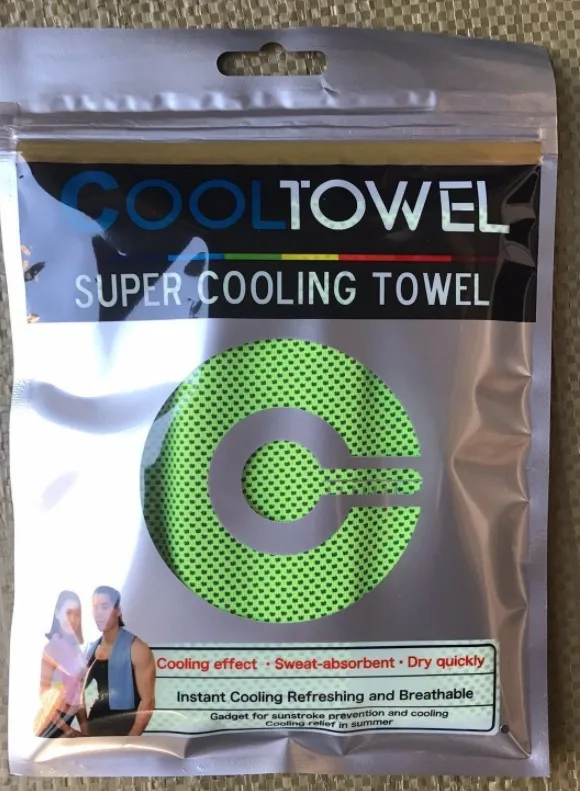 COOLTOWEL
SUPER COOLING TOWEL
Cooling effect · Sweat-absorbent · Dry quickly
Instant Cooling Refreshing and Breathable
Gadget for sunstroke prevention and cooling
Cooling relief in summer